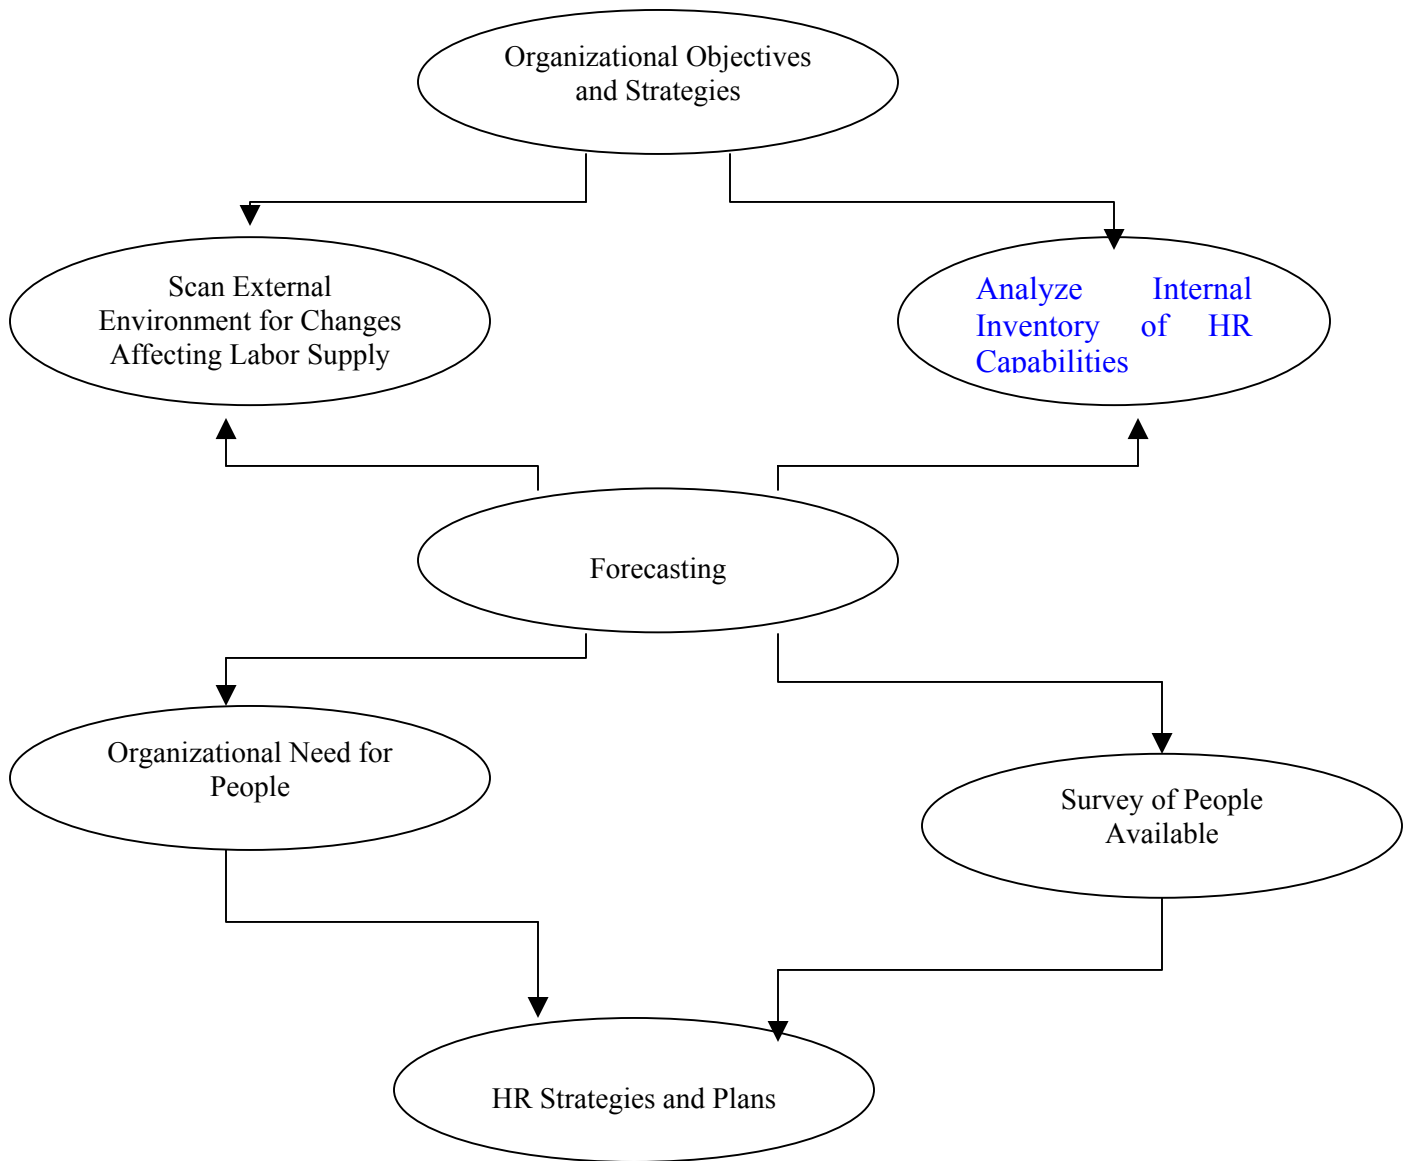 Organizational Objectives
and Strategies
Scan External
Environment for Changes
Affecting Labor Supply
Analyze Internal
Inventory of HR
Capabilities
Forecasting
Organizational Need for
People
Survey of People
Available
HR Strategies and Plans